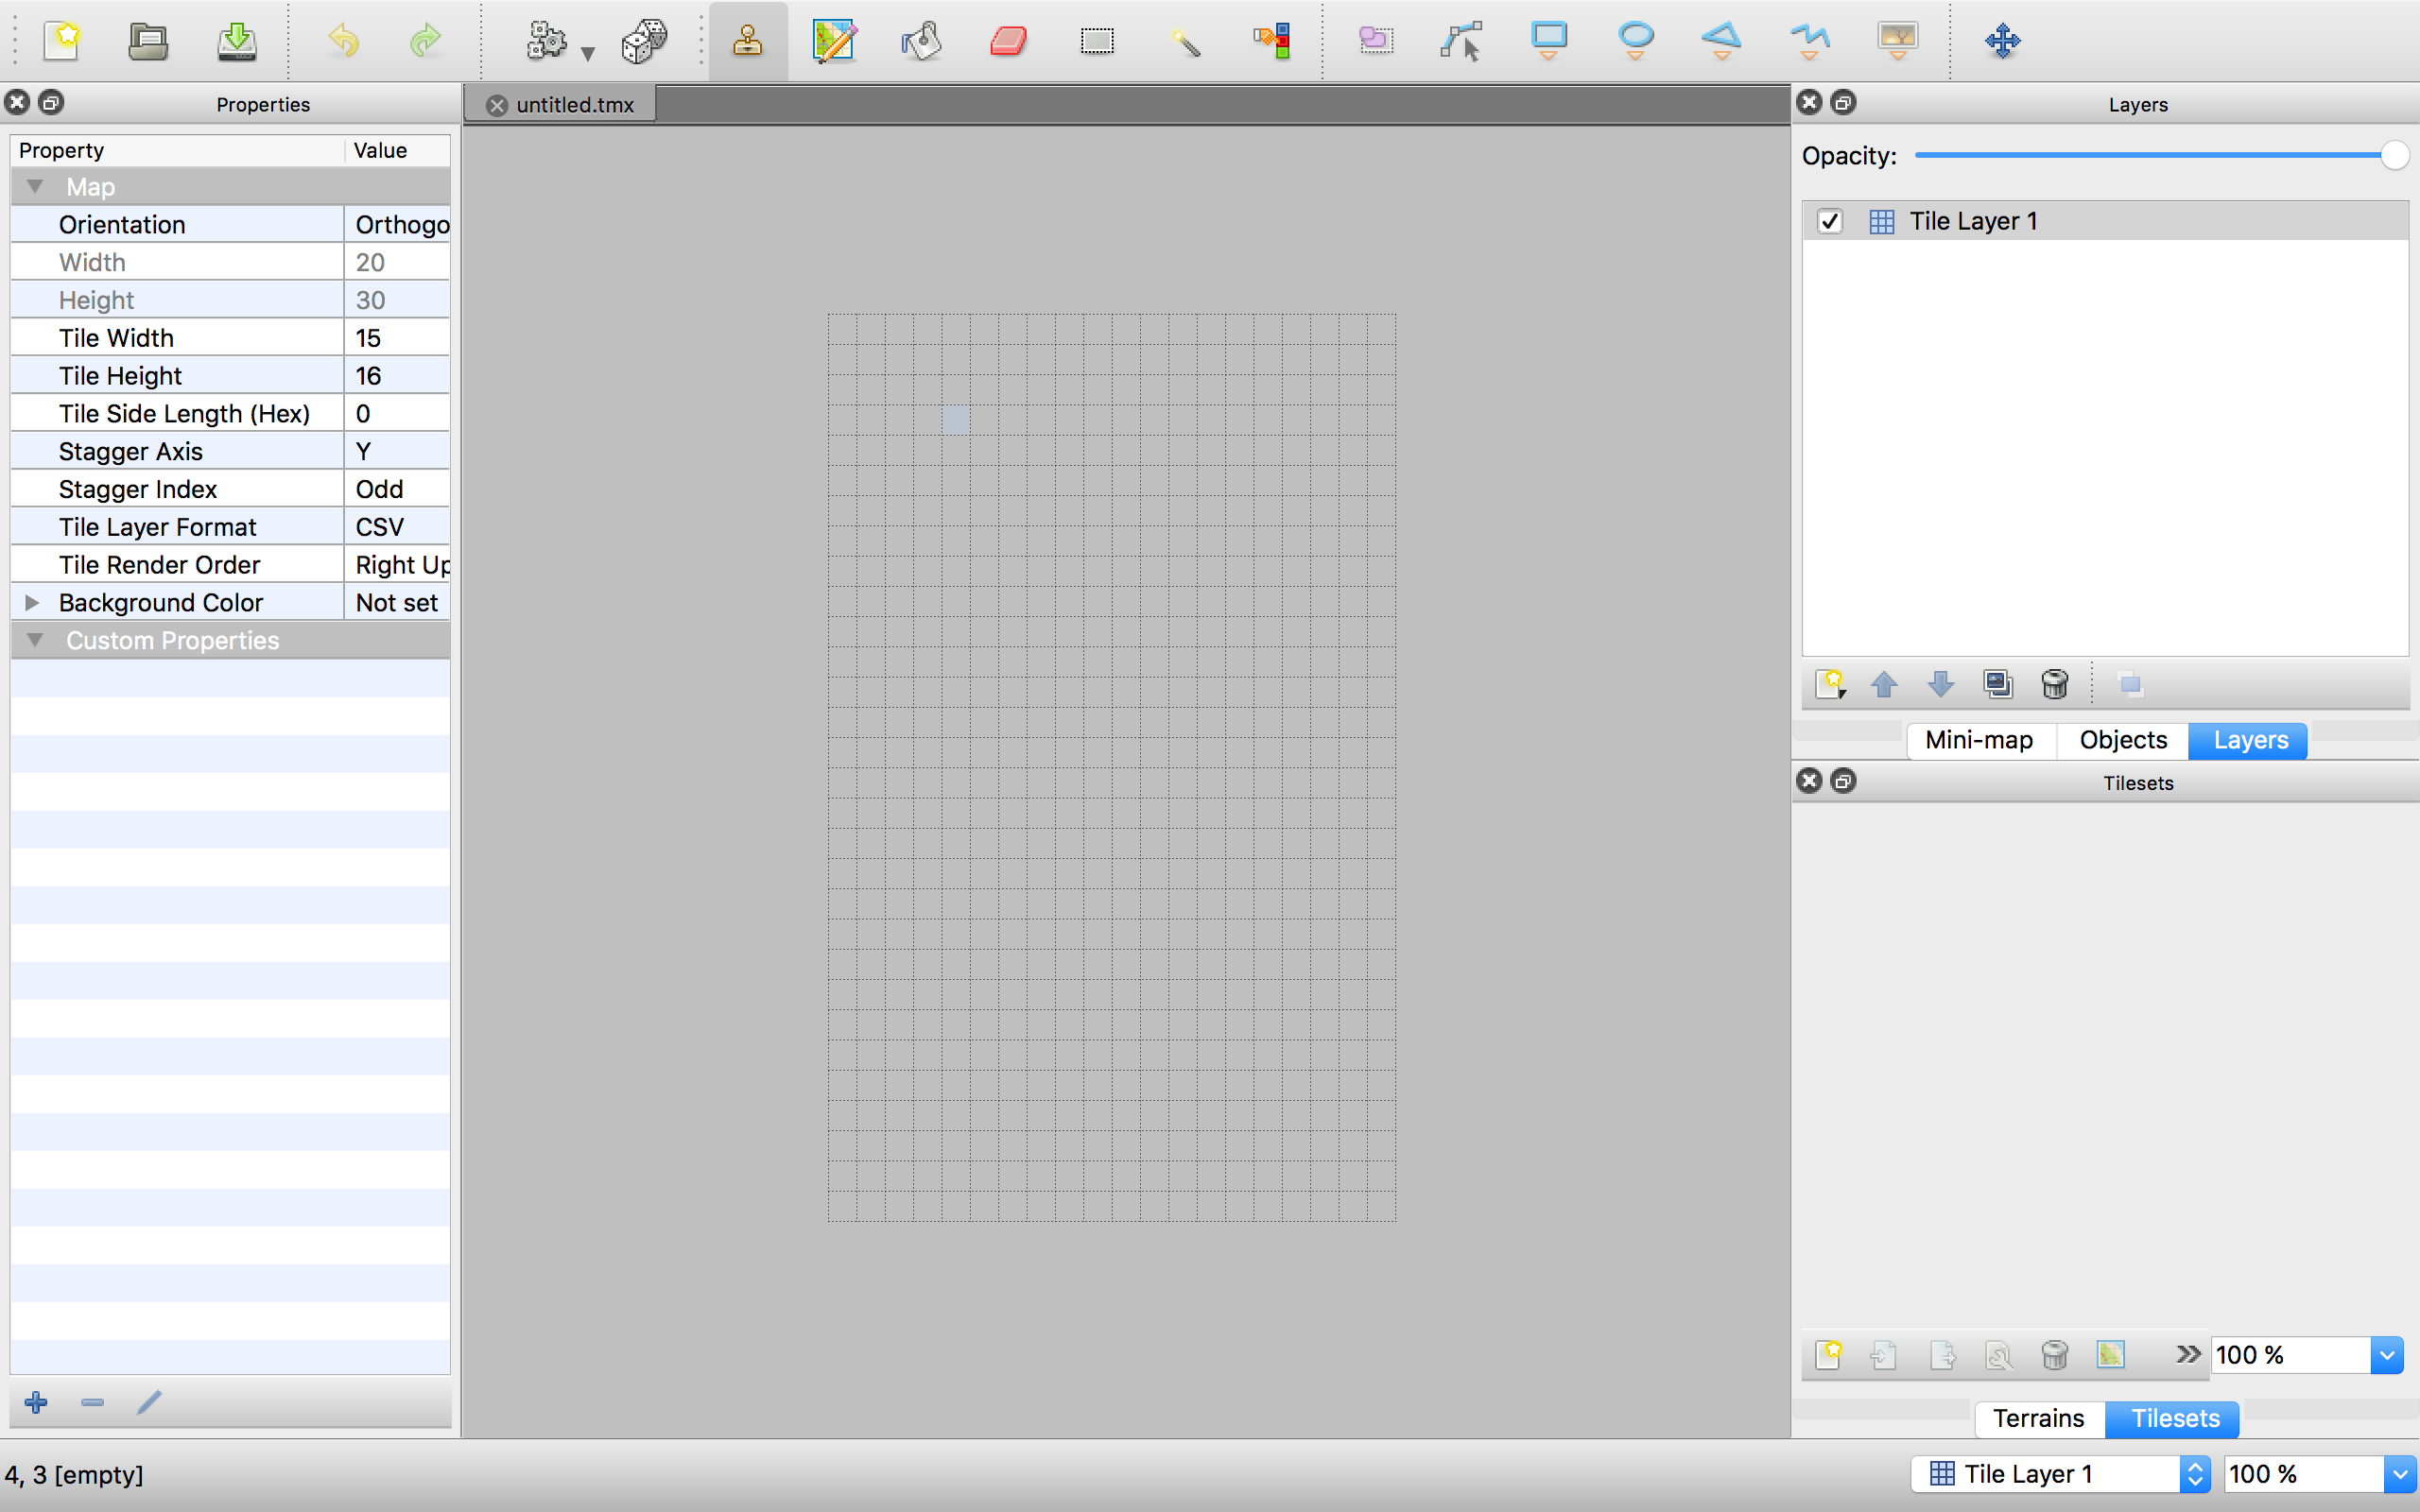 Properties
untitled.tmx
Layers
Property Value
Opacity:
Map
Orientation Orthogo
Tile Layer 1
Width 20
Height 30
Tile Width 15
Tile Height 16
Tile Side Length (Hex) 0
Stagger Axis Y
Stagger Index Odd
Tile Layer Format CSV
Tile Render Order Right Up
Background Color Not set
Custom Properties
Mini-map Objects Layers
Tilesets
100 %
Terrains Tilesets
4, 3 [empty]
Tile Layer 1 100 %